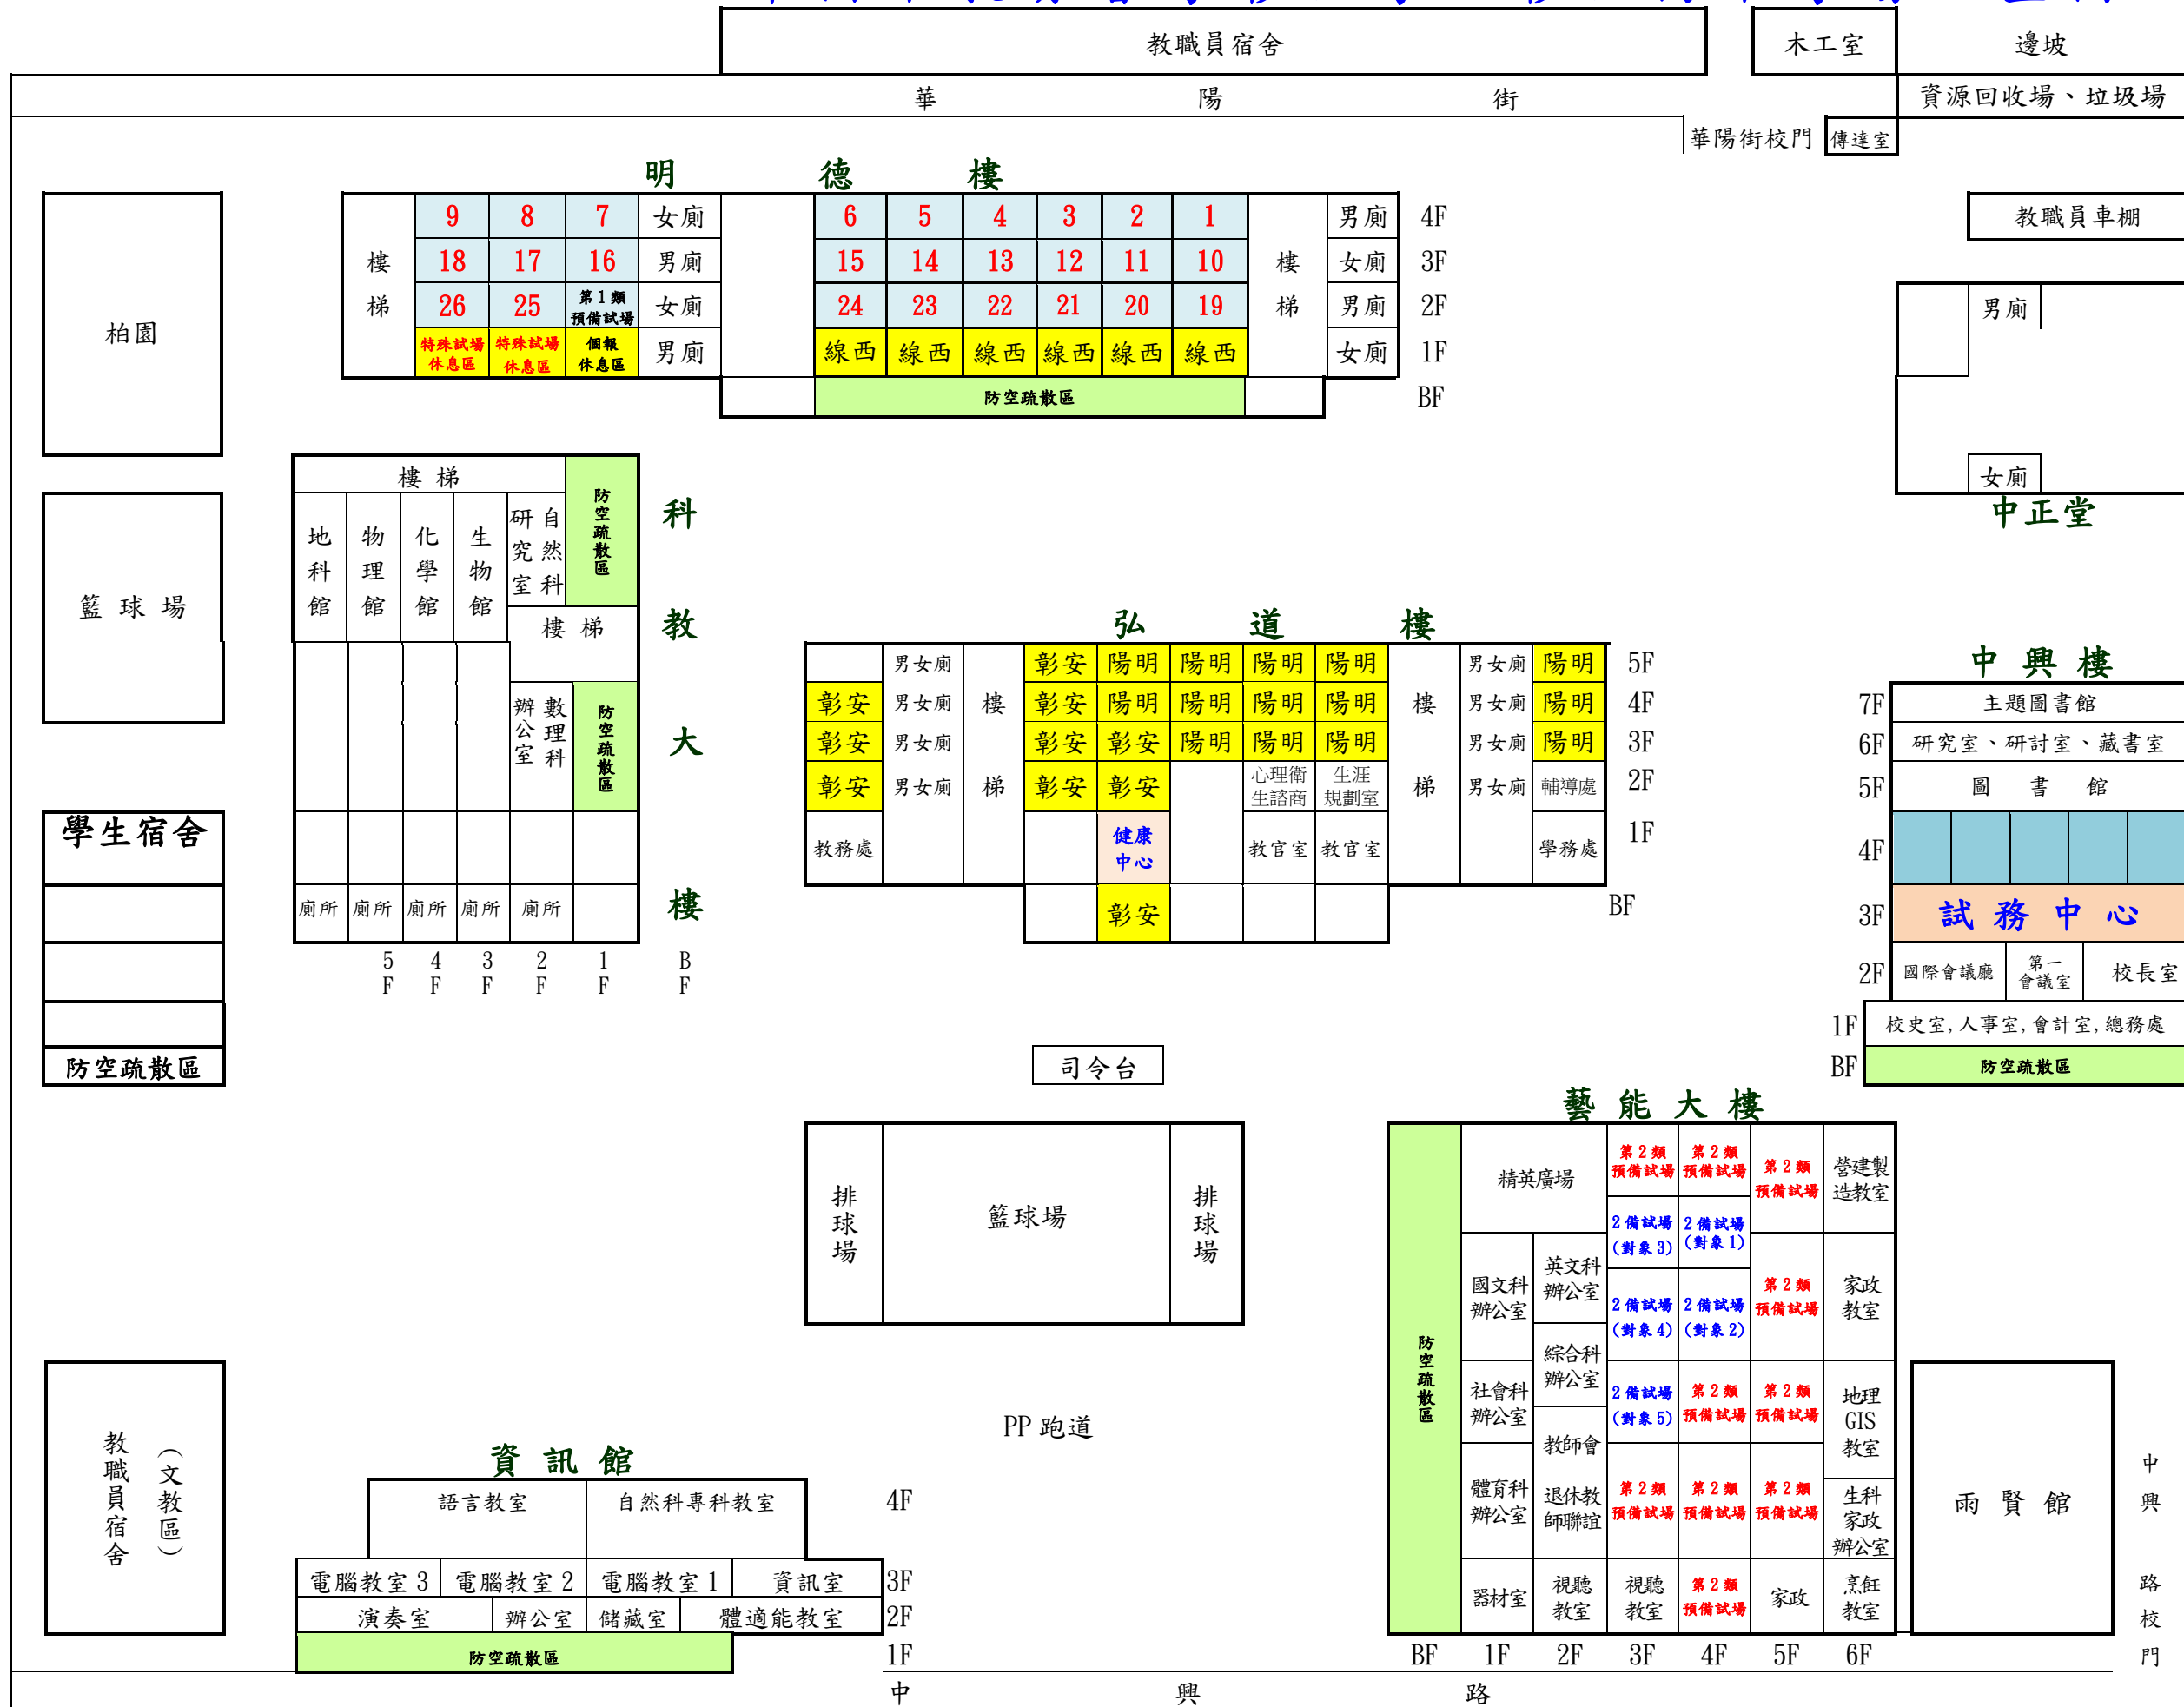 教職員宿舍
木工室
邊坡
華 陽 街
資源回收場、垃圾場
華陽街校門
傳達室
明 德 樓
柏園
9 8 7 女廁 6 5 4 3 2 1 男廁 4F
樓 18 17 16 男廁 15 14 13 12 11 10 樓 女廁 3F
梯 26 25 第1類 預備試場 女廁 24 23 22 21 20 19 梯 男廁 2F
特殊試場 休息區 特殊試場 休息區 個報 休息區 男廁 線西 線西 線西 線西 線西 線西 女廁 1F
防空疏散區 BF
教職員車棚
男廁
女廁
中正堂
籃球場
科教大樓
樓梯
地科館 物理館 化學館 生物館 自然科研究室 防空疏散區
樓梯
數理科辦公室 防空疏散區
廁所 廁所 廁所 廁所 廁所
5F 4F 3F 2F 1F BF
弘 道 樓
男女廁 彰安 陽明 陽明 陽明 陽明 男女廁 陽明 5F
彰安 男女廁 樓 彰安 陽明 陽明 陽明 陽明 樓 男女廁 陽明 4F
彰安 男女廁 彰安 彰安 陽明 陽明 陽明 男女廁 陽明 3F
彰安 男女廁 梯 彰安 彰安 心理衛生諮商 生涯規劃室 梯 男女廁 輔導處 2F
教務處 健康中心 教官室 教官室 學務處 1F
彰安 BF
中興樓
7F 主題圖書館
6F 研究室、研討室、藏書室
5F 圖 書 館
4F
3F 試務中心
2F 國際會議廳 第一會議室 校長室
1F 校史室,人事室,會計室,總務處
BF 防空疏散區
學生宿舍
防空疏散區
司令台
排球場 籃球場 排球場
PP跑道
藝能大樓
防空疏散區
精英廣場
第2類 預備試場 第2類 預備試場 第2類 預備試場
營建製造教室
2備試場 (對象3) 2備試場 (對象1)
國文科辦公室 英文科辦公室
2備試場 (對象4) 2備試場 (對象2) 第2類 預備試場
家政教室
綜合科辦公室
社會科辦公室
2備試場 (對象5) 第2類 預備試場 第2類 預備試場
地理 GIS 教室
教師會
體育科辦公室 退休教師聯誼
第2類 預備試場 第2類 預備試場 第2類 預備試場
生科 家政 辦公室
器材室 視聽教室 視聽教室 第2類 預備試場 家政 烹飪教室
BF 1F 2F 3F 4F 5F 6F
雨賢館
中興路校門
教職員宿舍
(文教區)
資訊館
語言教室 自然科專科教室 4F
電腦教室3 電腦教室2 電腦教室1 資訊室 3F
演奏室 辦公室 儲藏室 體適能教室 2F
防空疏散區 1F
中 興 路